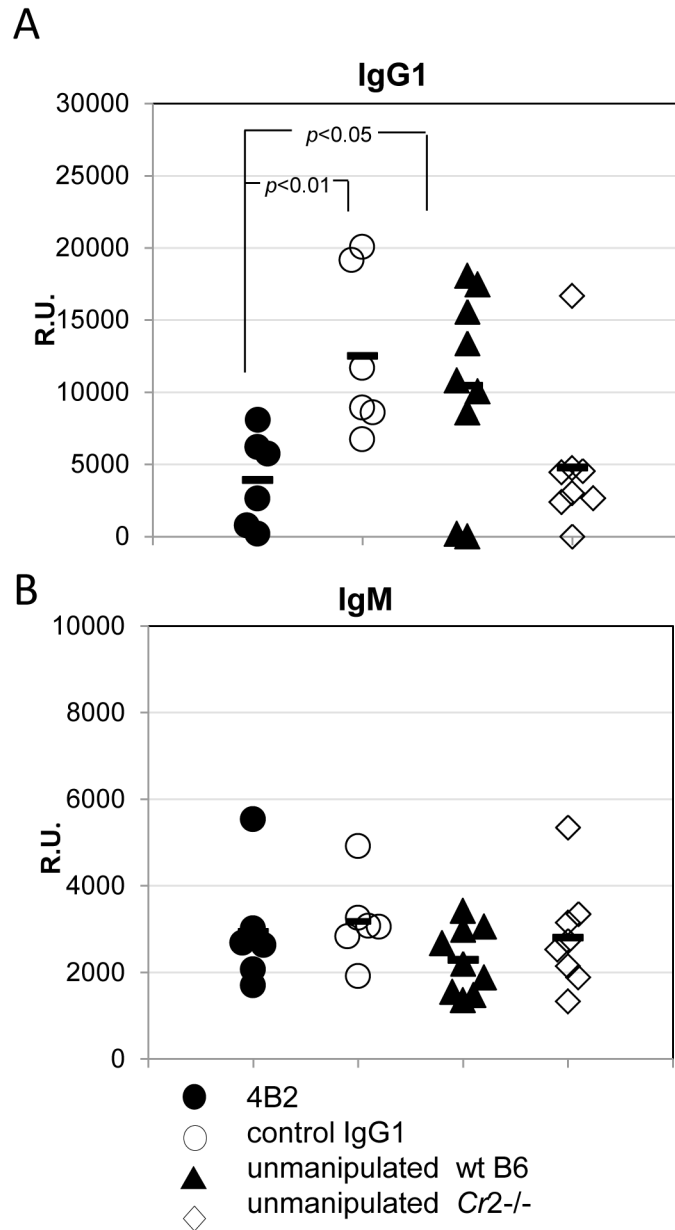 A
IgG1
30000
25000
20000
15000
10000
5000
0
R.U.
p<0.05
p<0.01
B
IgM
10000
8000
6000
4000
2000
0
R.U.
4B2
control IgG1
unmanipulated wt B6
unmanipulated Cr2-/-